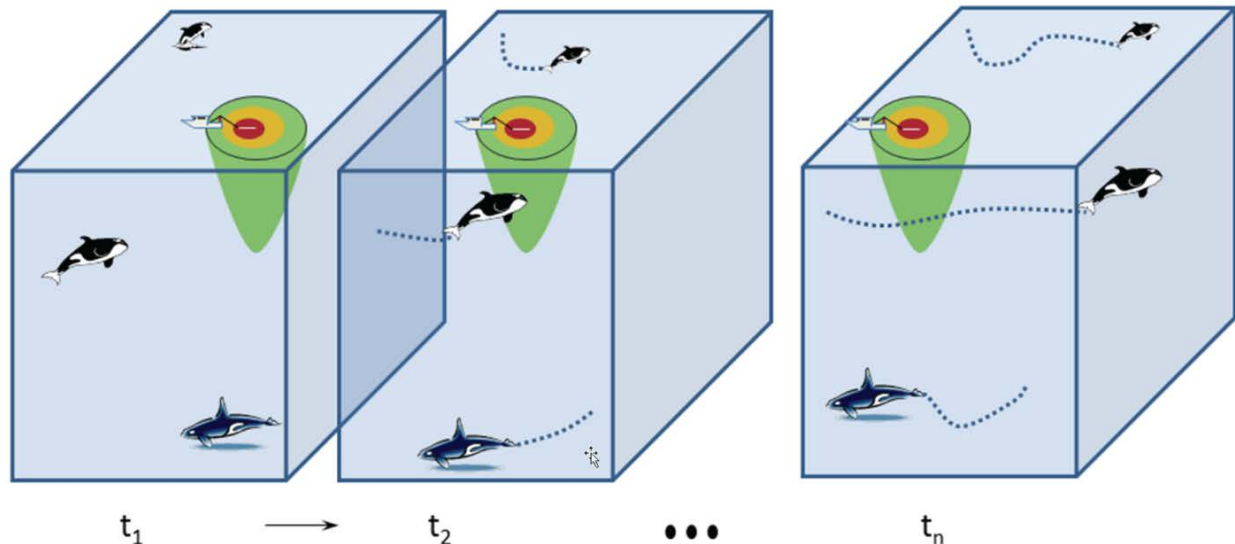 t₁ → t₂ ••• tₙ